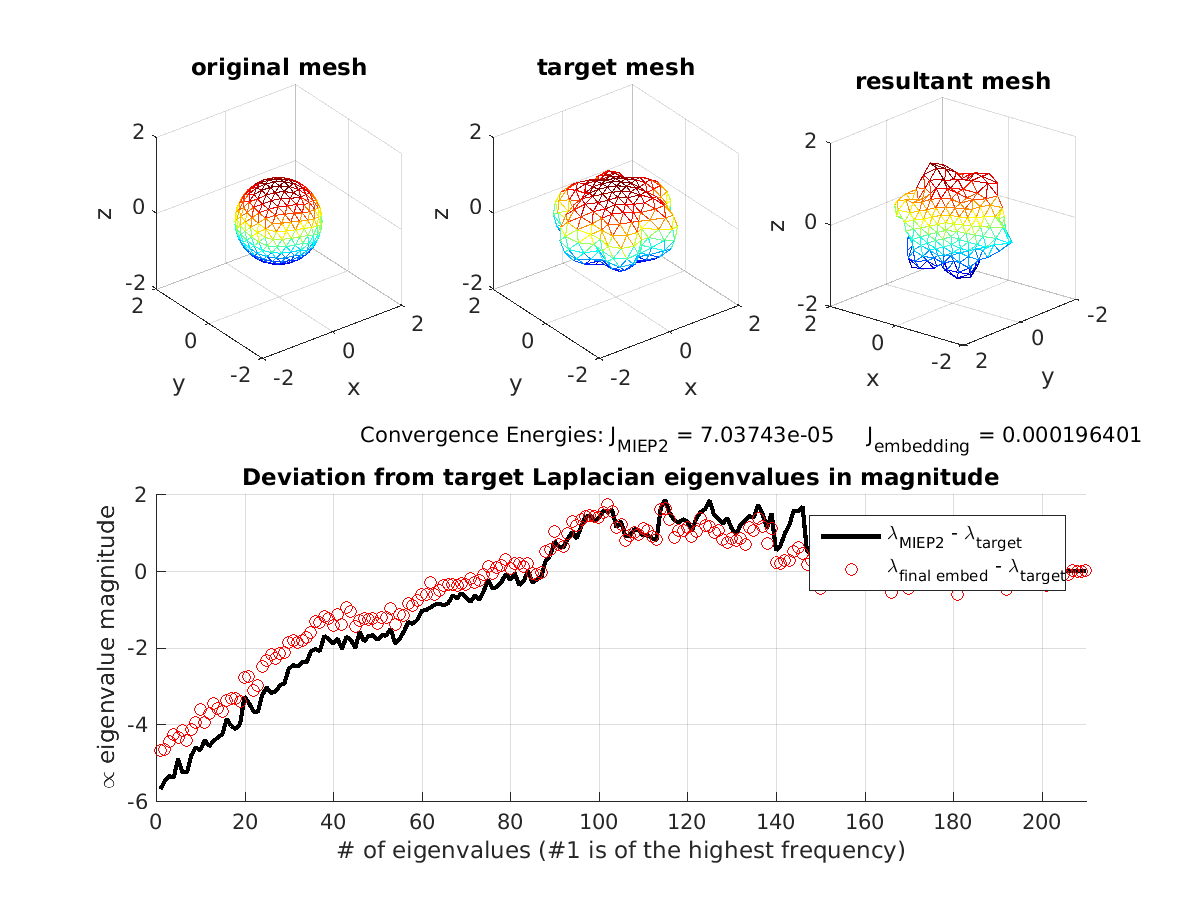 original mesh
target mesh
resultant mesh
2
0
-2
z
2
0
-2
y
-2
0
2
x
2
0
-2
z
2
0
-2
y
-2
0
2
x
2
0
-2
z
2
0
-2
x
2
0
-2
y
Convergence Energies: J_MIEP2 = 7.03743e-05 J_embedding = 0.000196401
Deviation from target Laplacian eigenvalues in magnitude
2
0
-2
-4
-6
∝ eigenvalue magnitude
λ_MIEP2 - λ_target
λ_final embed - λ_target
0 20 40 60 80 100 120 140 160 180 200
# of eigenvalues (#1 is of the highest frequency)